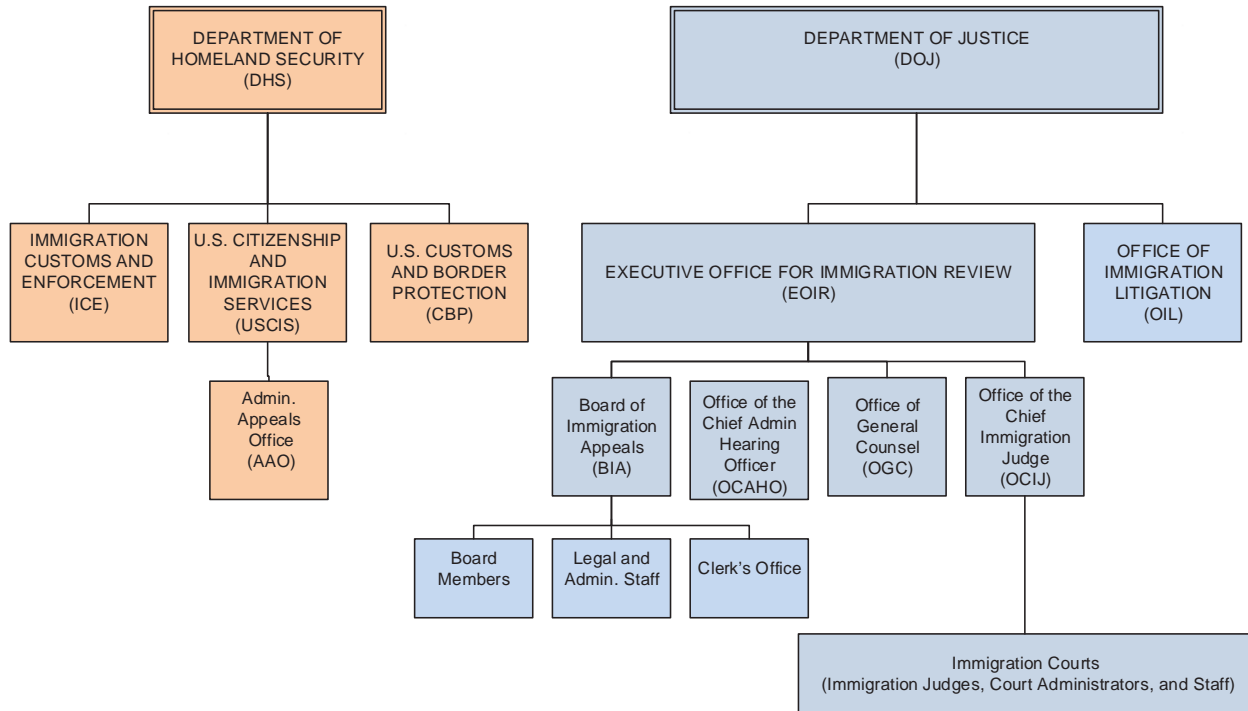 DEPARTMENT OF
HOMELAND SECURITY
(DHS)
DEPARTMENT OF JUSTICE
(DOJ)
IMMIGRATION
CUSTOMS AND
ENFORCEMENT
(ICE)
U.S. CITIZENSHIP
AND
IMMIGRATION
SERVICES
(USCIS)
U.S. CUSTOMS
AND BORDER
PROTECTION
(CBP)
EXECUTIVE OFFICE FOR IMMIGRATION REVIEW
(EOIR)
OFFICE OF
IMMIGRATION
LITIGATION
(OIL)
Admin.
Appeals
Office
(AAO)
Board of
Immigration
Appeals
(BIA)
Office of the
Chief Admin
Hearing
Officer
(OCAHO)
Office of
General
Counsel
(OGC)
Office of the
Chief
Immigration
Judge
(OCIJ)
Board
Members
Legal and
Admin. Staff
Clerk's Office
Immigration Courts
(Immigration Judges, Court Administrators, and Staff)